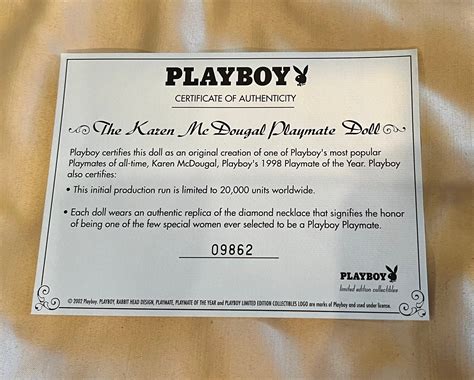 PLAYBOY
CERTIFICATE OF AUTHENTICITY
The Karen McDougal Playmate Doll
Playboy certifies this doll as an original creation of one of Playboy's most popular
Playmates of all-time, Karen McDougal, Playboy's 1998 Playmate of the Year. Playboy
also certifies:
• This initial production run is limited to 20,000 units worldwide.
• Each doll wears an authentic replica of the diamond necklace that signifies the honor
of being one of the few special women ever selected to be a Playboy Playmate.
09862
PLAYBOY
limited edition collectibles
© 2002 Playboy. PLAYBOY, RABBIT HEAD DESIGN, PLAYMATE, PLAYMATE OF THE YEAR and PLAYBOY LIMITED EDITION COLLECTIBLES LOGO are marks of Playboy and used under license.